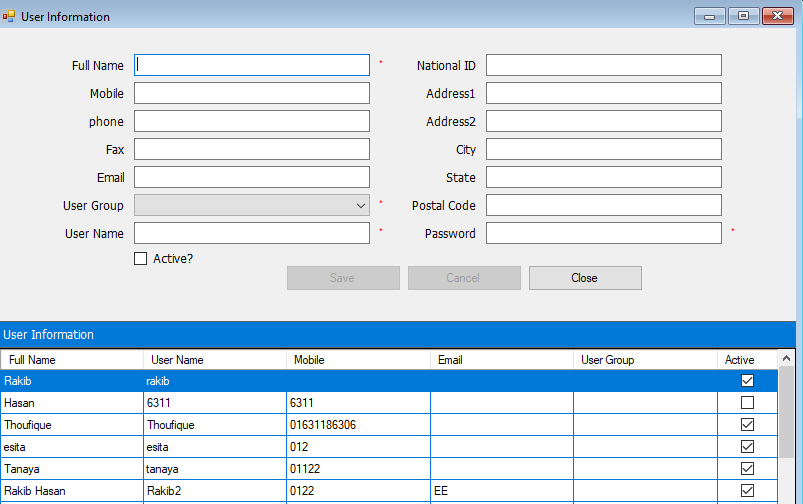 User Information
Full Name * National ID
Mobile Address1
phone Address2
Fax City
Email State
User Group * Postal Code
User Name * Password *
Active?
Save Cancel Close
User Information
Full Name User Name Mobile Email User Group Active
Rakib rakib
Hasan 6311 6311
Thoufique Thoufique 01631186306
esita esita 012
Tanaya tanaya 01122
Rakib Hasan Rakib2 0122 EE